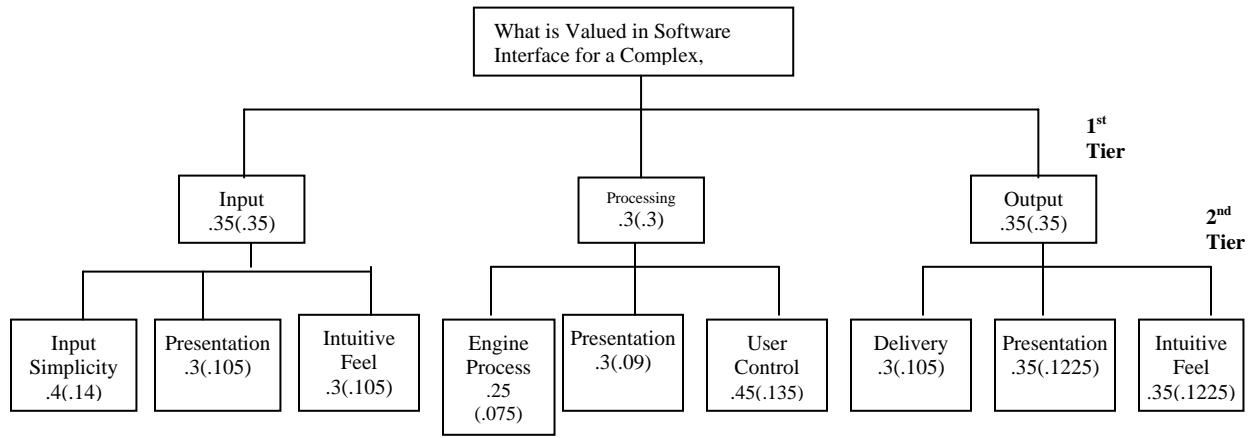 What is Valued in Software
Interface for a Complex,
1st
Tier
Input
.35(.35)
Processing
.3(.3)
Output
.35(.35)
2nd
Tier
Input
Simplicity
.4(.14)
Presentation
.3(.105)
Intuitive
Feel
.3(.105)
Engine
Process
.25
(.075)
Presentation
.3(.09)
User
Control
.45(.135)
Delivery
.3(.105)
Presentation
.35(.1225)
Intuitive
Feel
.35(.1225)